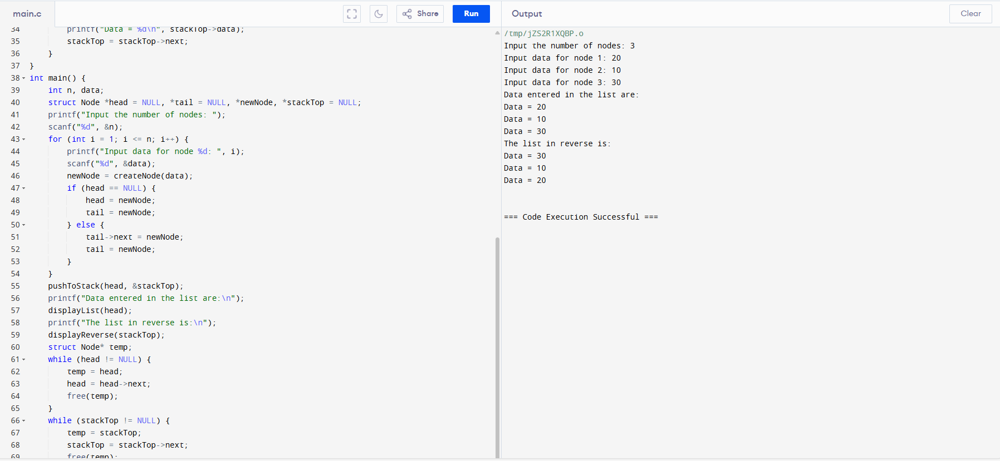 main.c
Share
Run
Output
Clear
34 printf("Data = %d\n", stackTop->data);
35 stackTop = stackTop->next;
36 }
37 }
38 int main() {
39 int n, data;
40 struct Node *head = NULL, *tail = NULL, *newNode, *stackTop = NULL;
41 printf("Input the number of nodes: ");
42 scanf("%d", &n);
43 for (int i = 1; i <= n; i++) {
44 printf("Input data for node %d: ", i);
45 scanf("%d", &data);
46 newNode = createNode(data);
47 if (head == NULL) {
48 head = newNode;
49 tail = newNode;
50 } else {
51 tail->next = newNode;
52 tail = newNode;
53 }
54 }
55 pushToStack(head, &stackTop);
56 printf("Data entered in the list are:\n");
57 displayList(head);
58 printf("The list in reverse is:\n");
59 displayReverse(stackTop);
60 struct Node* temp;
61 while (head != NULL) {
62 temp = head;
63 head = head->next;
64 free(temp);
65 }
66 while (stackTop != NULL) {
67 temp = stackTop;
68 stackTop = stackTop->next;
69 free(temp);
/tmp/jZS2R1XQBP.o
Input the number of nodes: 3
Input data for node 1: 20
Input data for node 2: 10
Input data for node 3: 30
Data entered in the list are:
Data = 20
Data = 10
Data = 30
The list in reverse is:
Data = 30
Data = 10
Data = 20
=== Code Execution Successful ===